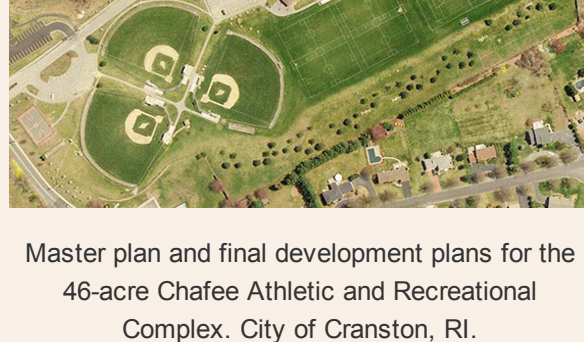 Master plan and final development plans for the
46-acre Chafee Athletic and Recreational
Complex. City of Cranston, RI.